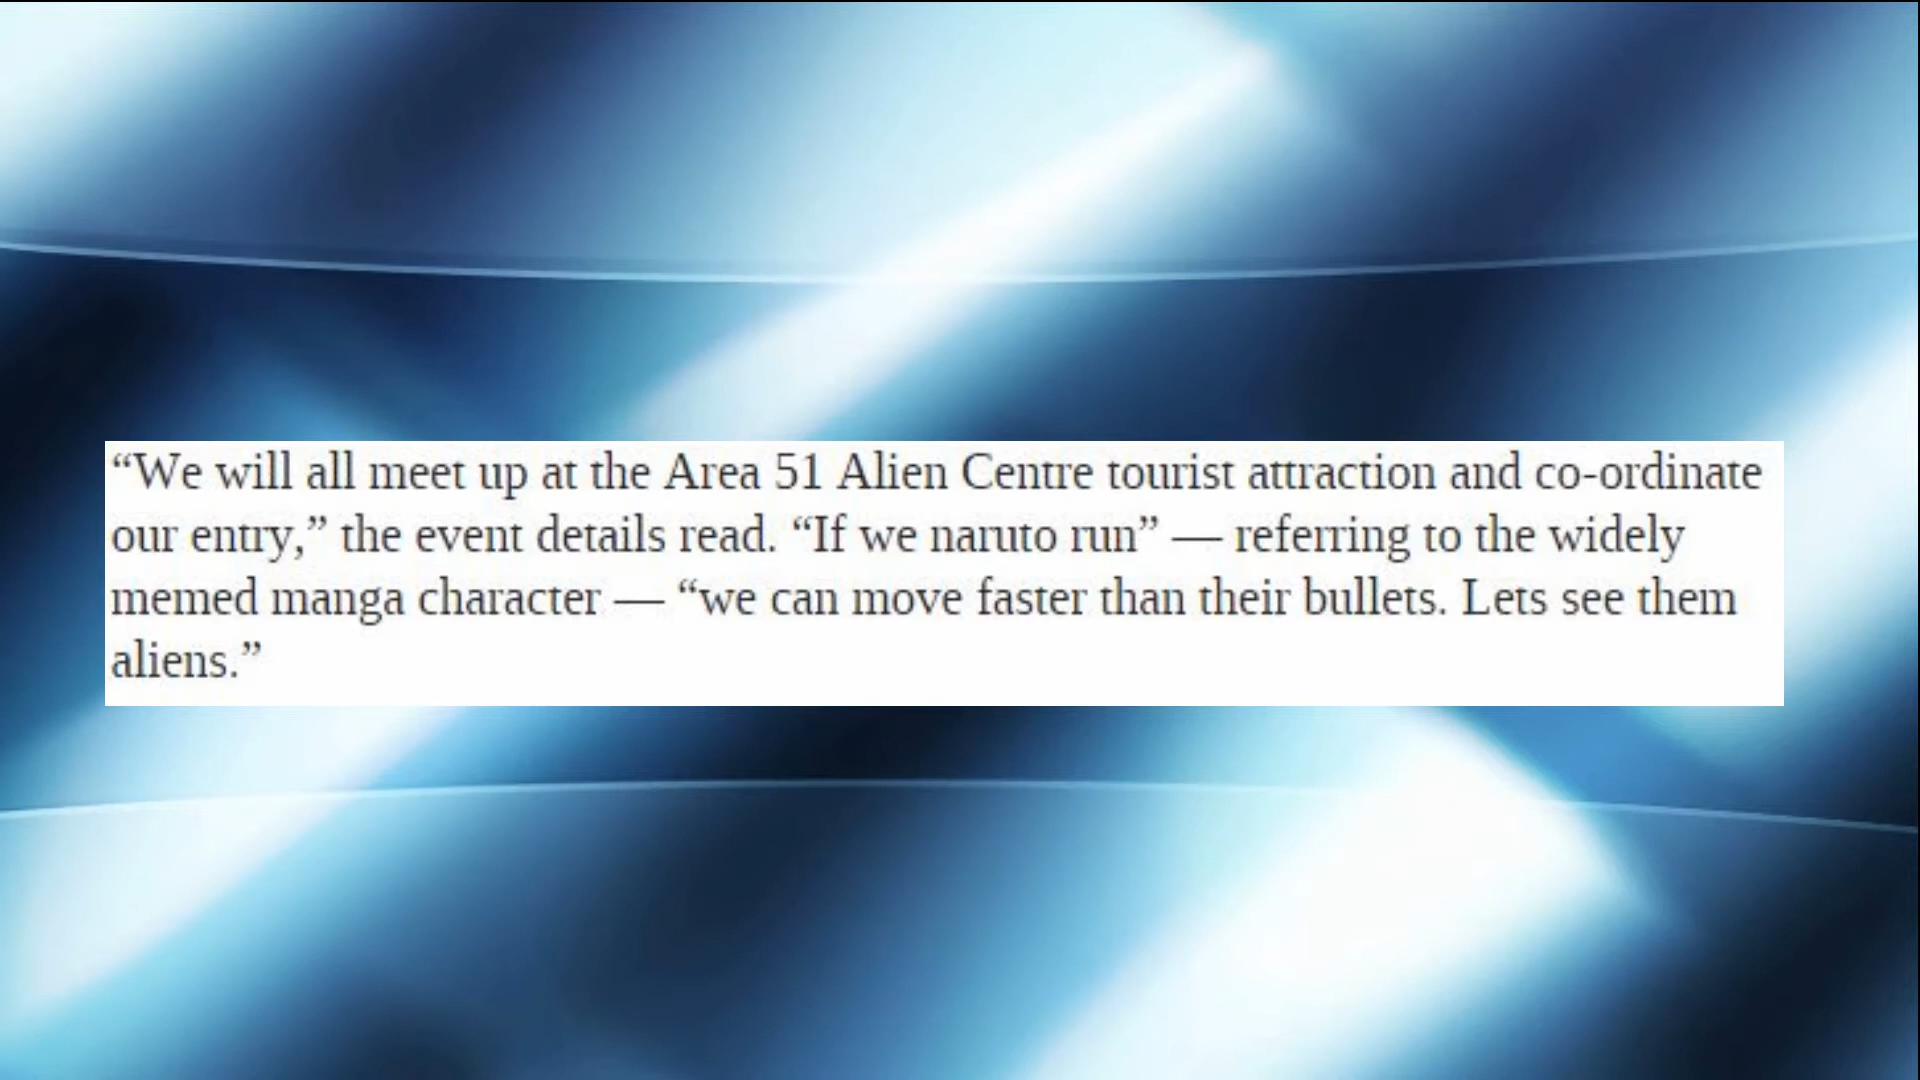 “We will all meet up at the Area 51 Alien Centre tourist attraction and co-ordinate
our entry,” the event details read. “If we naruto run” — referring to the widely
memed manga character — “we can move faster than their bullets. Lets see them
aliens.”